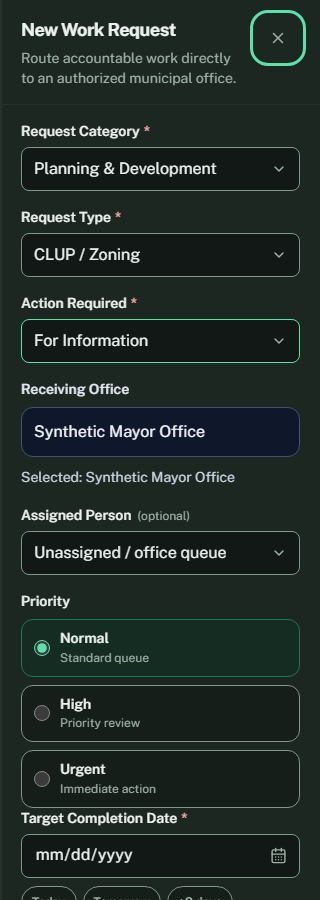 New Work Request
Route accountable work directly
to an authorized municipal office.
Request Category *
Planning & Development
Request Type *
CLUP / Zoning
Action Required *
For Information
Receiving Office
Synthetic Mayor Office
Selected: Synthetic Mayor Office
Assigned Person (optional)
Unassigned / office queue
Priority
Normal
Standard queue
High
Priority review
Urgent
Immediate action
Target Completion Date *
mm/dd/yyyy